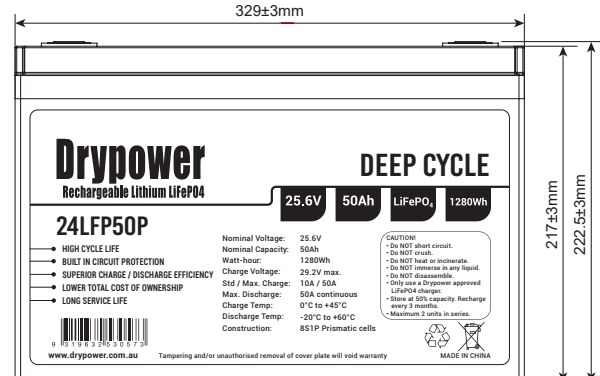 329±3mm
Drypower
Rechargeable Lithium LiFePO4
DEEP CYCLE
25.6V
50Ah
LiFePO₄
1280Wh
24LFP50P
HIGH CYCLE LIFE
BUILT IN CIRCUIT PROTECTION
SUPERIOR CHARGE / DISCHARGE EFFICIENCY
LOWER TOTAL COST OF OWNERSHIP
LONG SERVICE LIFE
Nominal Voltage: 25.6V
Nominal Capacity: 50Ah
Watt-hour: 1280Wh
Charge Voltage: 29.2V max.
Std / Max. Charge: 10A / 50A
Max. Discharge: 50A continuous
Charge Temp: 0°C to +45°C
Discharge Temp: -20°C to +60°C
Construction: 8S1P Prismatic cells
CAUTION!
• Do NOT short circuit.
• Do NOT crush.
• Do NOT heat or incinerate.
• Do NOT immerse in any liquid.
• Do NOT disassemble.
• Only use a Drypower approved
LiFePO4 charger.
• Store at 50% capacity. Recharge
every 3 months.
• Maximum 2 units in series.
9 319632 530573
www.drypower.com.au
Tampering and/or unauthorised removal of cover plate will void warranty
MADE IN CHINA
217±3mm
222.5±3mm